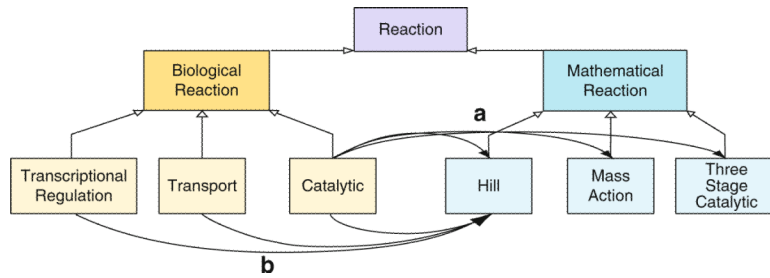 Reaction
Biological
Reaction
Mathematical
Reaction
a
Transcriptional
Regulation
Transport
Catalytic
Hill
Mass
Action
Three
Stage
Catalytic
b